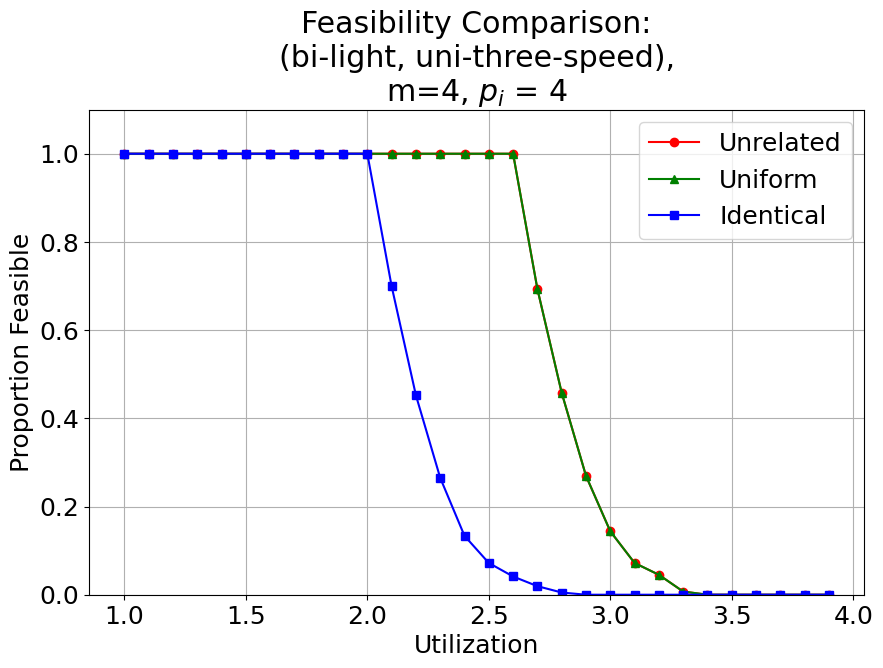 Feasibility Comparison:
(bi-light, uni-three-speed),
m=4, $p_i$ = 4
Unrelated
Uniform
Identical
Proportion Feasible
1.0
0.8
0.6
0.4
0.2
0.0
1.0 1.5 2.0 2.5 3.0 3.5 4.0
Utilization